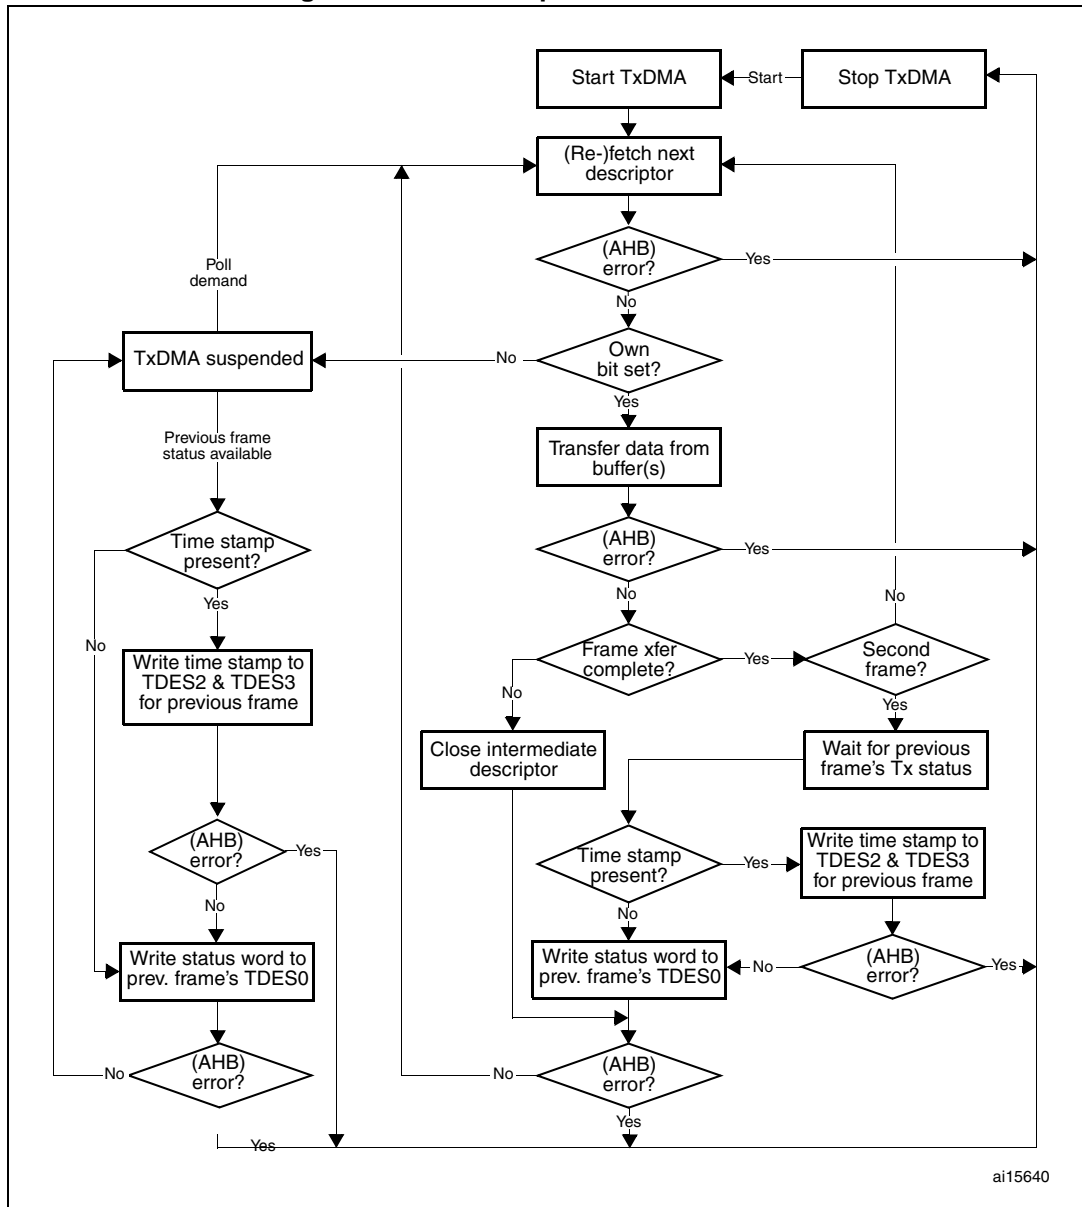 Start TxDMA
Start
Stop TxDMA
(Re-)fetch next
descriptor
(AHB)
error?
Yes
No
Poll
demand
TxDMA suspended
No
Own
bit set?
Yes
Previous frame
status available
Transfer data from
buffer(s)
Time stamp
present?
(AHB)
error?
Yes
No
No
Yes
No
Write time stamp to
TDES2 & TDES3
for previous frame
Frame xfer
complete?
Yes
Second
frame?
No
Yes
Close intermediate
descriptor
Wait for previous
frame's Tx status
(AHB)
error?
Yes
No
Time stamp
present?
Yes
Write time stamp to
TDES2 & TDES3
for previous frame
No
Write status word to
prev. frame's TDES0
Write status word to
prev. frame's TDES0
No
(AHB)
error?
Yes
No
(AHB)
error?
No
(AHB)
error?
Yes
Yes
ai15640